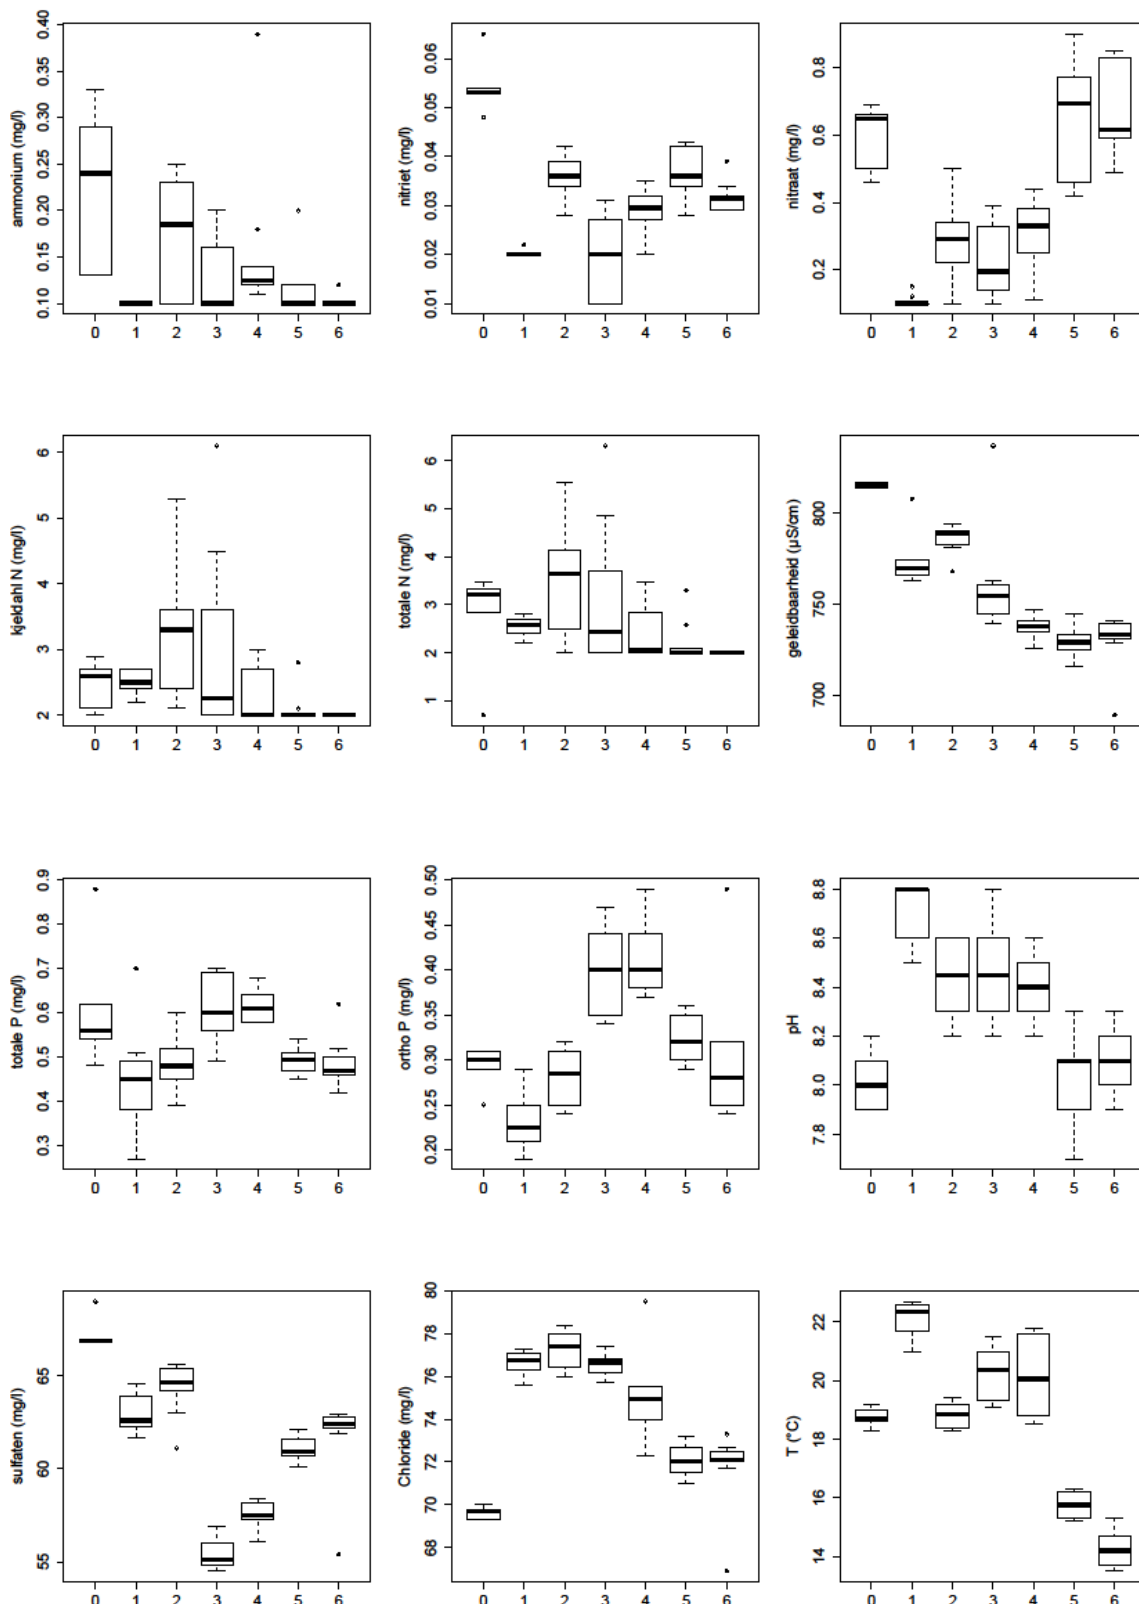 ammonium (mg/l)
0.10 0.15 0.20 0.25 0.30 0.35 0.40
0 1 2 3 4 5 6
nitriet (mg/l)
0.01 0.02 0.03 0.04 0.05 0.06
0 1 2 3 4 5 6
nitraat (mg/l)
0.2 0.4 0.6 0.8
0 1 2 3 4 5 6
kjeldahl N (mg/l)
2 3 4 5 6
0 1 2 3 4 5 6
totale N (mg/l)
1 2 3 4 5 6
0 1 2 3 4 5 6
geleidbaarheid (µS/cm)
700 750 800
0 1 2 3 4 5 6
totale P (mg/l)
0.3 0.4 0.5 0.6 0.7 0.8 0.9
0 1 2 3 4 5 6
ortho P (mg/l)
0.20 0.25 0.30 0.35 0.40 0.45 0.50
0 1 2 3 4 5 6
pH
7.8 8.0 8.2 8.4 8.6 8.8
0 1 2 3 4 5 6
sulfaten (mg/l)
55 60 65
0 1 2 3 4 5 6
Chloride (mg/l)
68 70 72 74 76 78 80
0 1 2 3 4 5 6
T (°C)
14 16 18 20 22
0 1 2 3 4 5 6